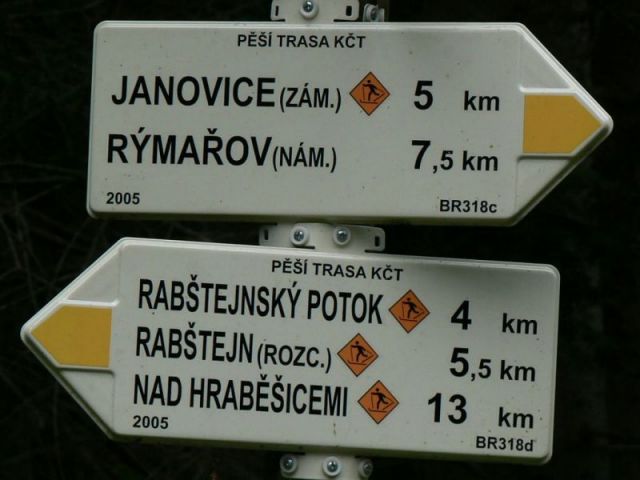 PĚŠÍ TRASA KČT
JANOVICE (ZÁM.) 5 km
RÝMAŘOV (NÁM.) 7,5 km
2005 BR318c
PĚŠÍ TRASA KČT
RABŠTEJNSKÝ POTOK 4 km
RABŠTEJN (ROZC.) 5,5 km
NAD HRABĚŠICEMI 13 km
2005 BR318d